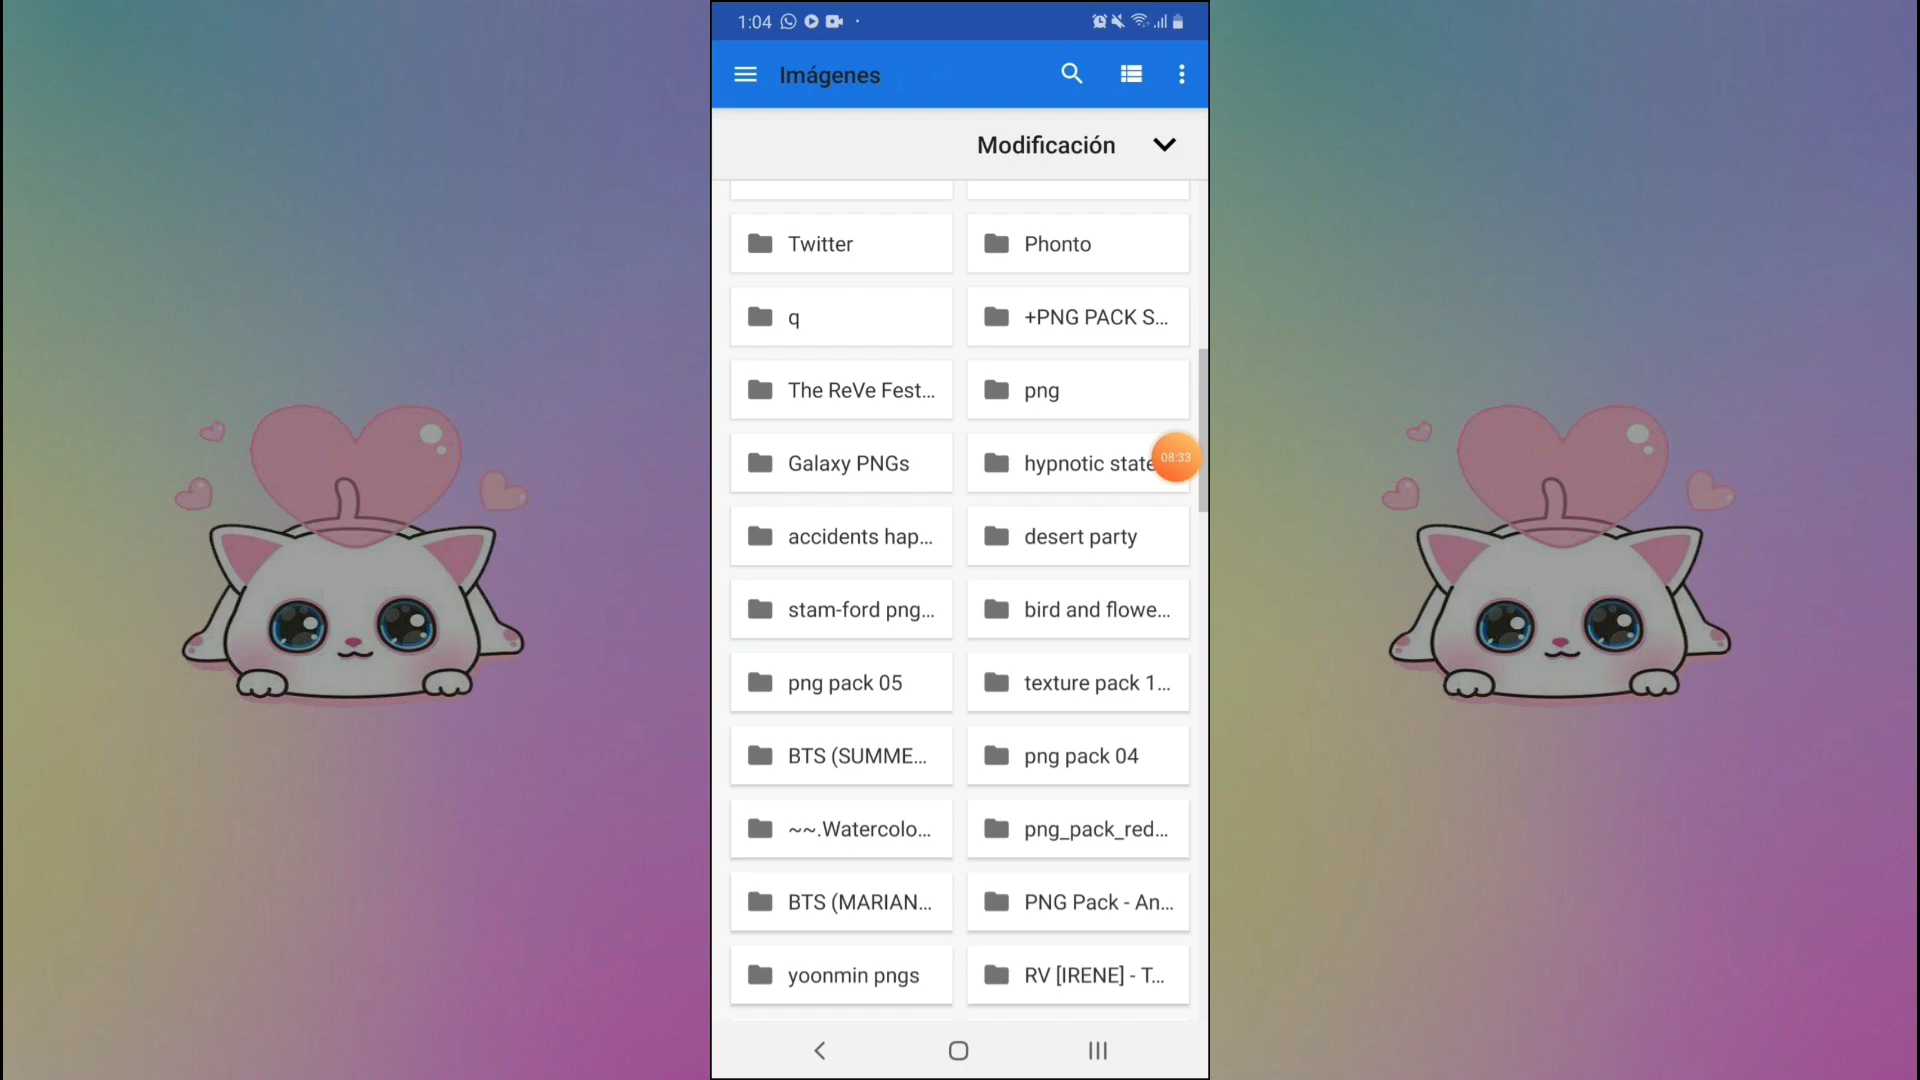 1:04
Imágenes
Modificación
Twitter
Phonto
q
+PNG PACK S...
The ReVe Fest...
png
Galaxy PNGs
hypnotic state
08:33
accidents hap...
desert party
stam-ford png...
bird and flowe...
png pack 05
texture pack 1...
BTS (SUMME...
png pack 04
~~.Watercolo...
png_pack_red...
BTS (MARIAN...
PNG Pack - An...
yoonmin pngs
RV [IRENE] - T...